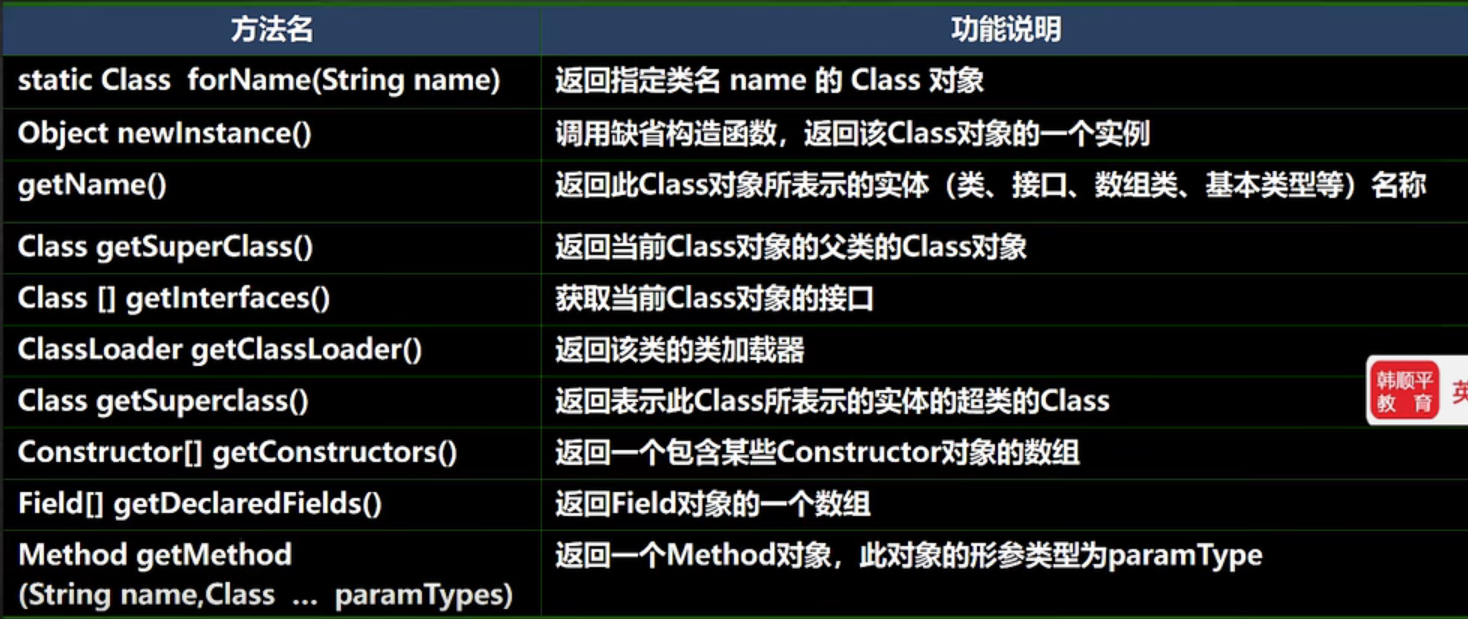 方法名 功能说明
static Class forName(String name) 返回指定类名 name 的 Class 对象
Object newInstance() 调用缺省构造函数，返回该Class对象的一个实例
getName() 返回此Class对象所表示的实体（类、接口、数组类、基本类型等）名称
Class getSuperClass() 返回当前Class对象的父类的Class对象
Class [] getInterfaces() 获取当前Class对象的接口
ClassLoader getClassLoader() 返回该类的类加载器
Class getSuperclass() 返回表示此Class所表示的实体的超类的Class
Constructor[] getConstructors() 返回一个包含某些Constructor对象的数组
Field[] getDeclaredFields() 返回Field对象的一个数组
Method getMethod 返回一个Method对象，此对象的形参类型为paramType
(String name,Class … paramTypes)
韩顺平
教 育
英